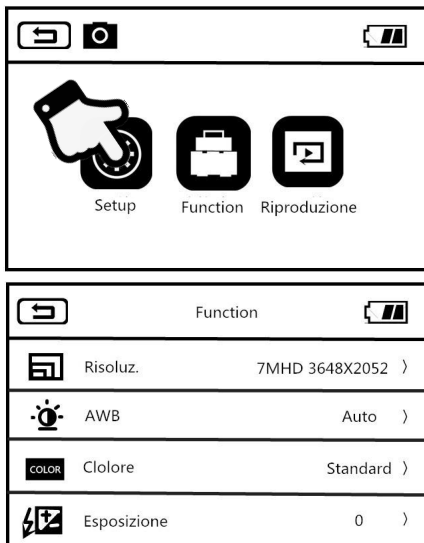 Setup
Function
Riproduzione
Function
Risoluz. 7MHD 3648X2052
AWB Auto
COLOR Clolore Standard
Esposizione 0